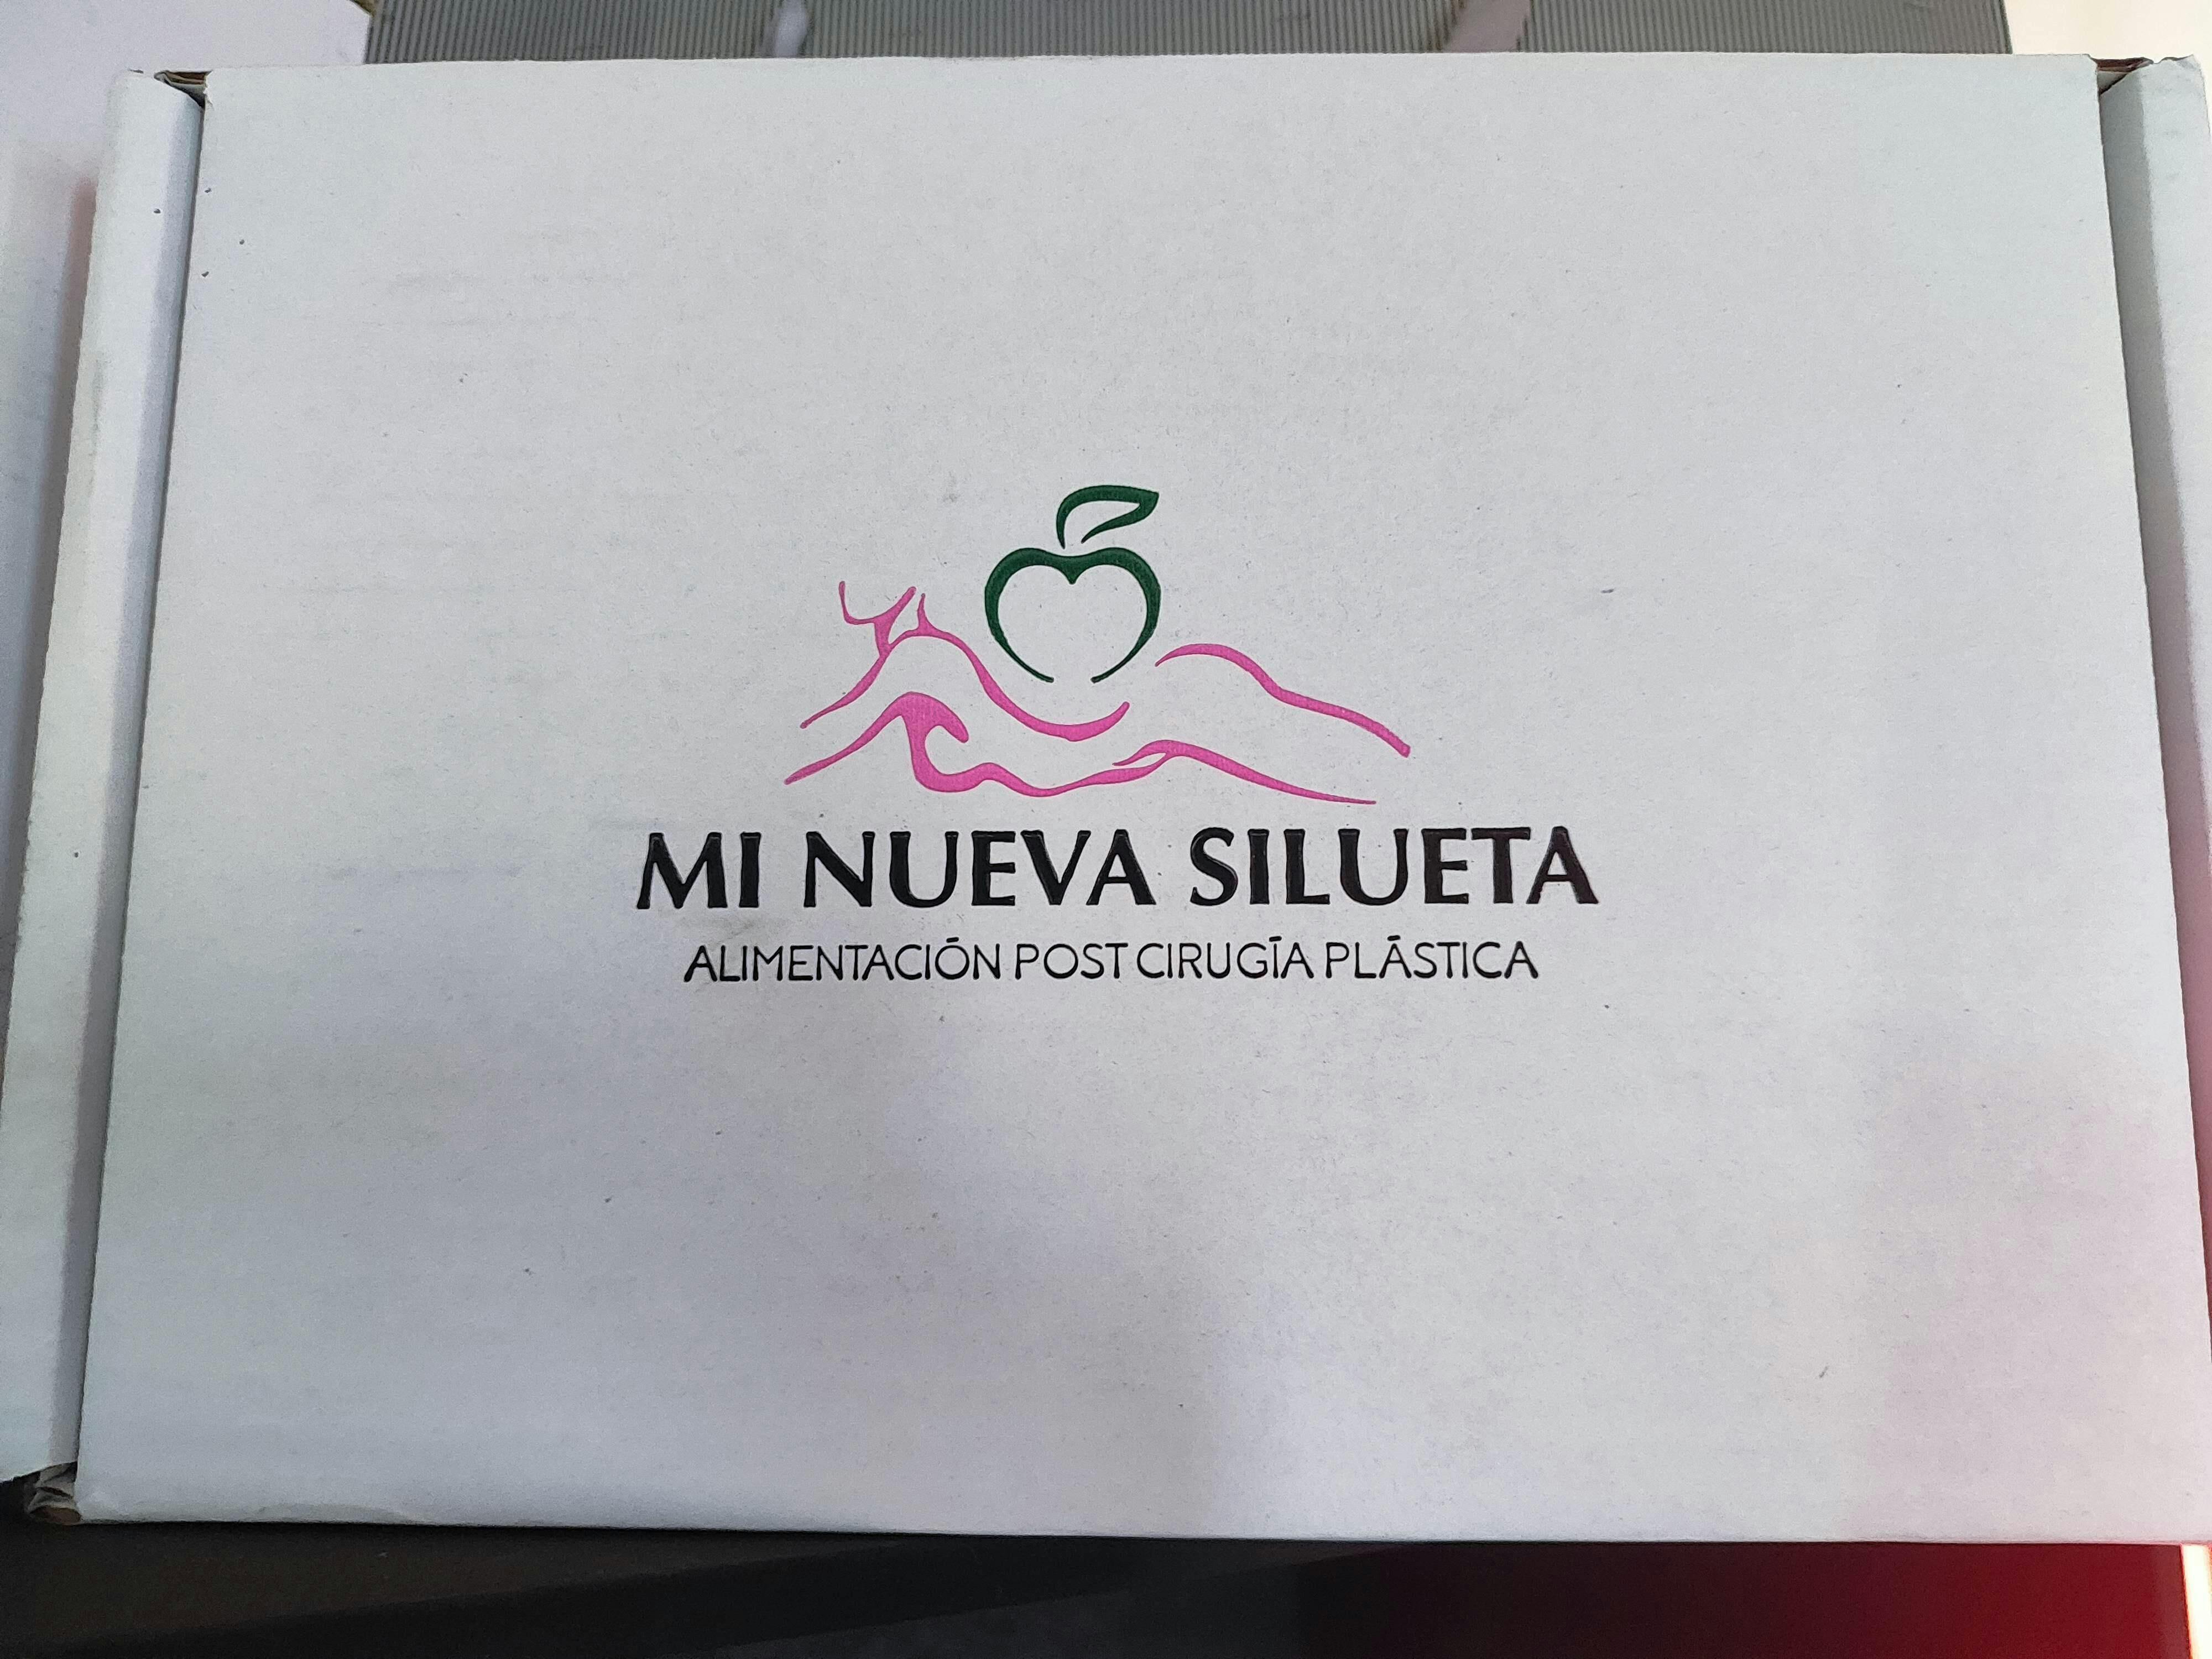 MI NUEVA SILUETA
ALIMENTACIÓN POST CIRUGÍA PLÁSTICA